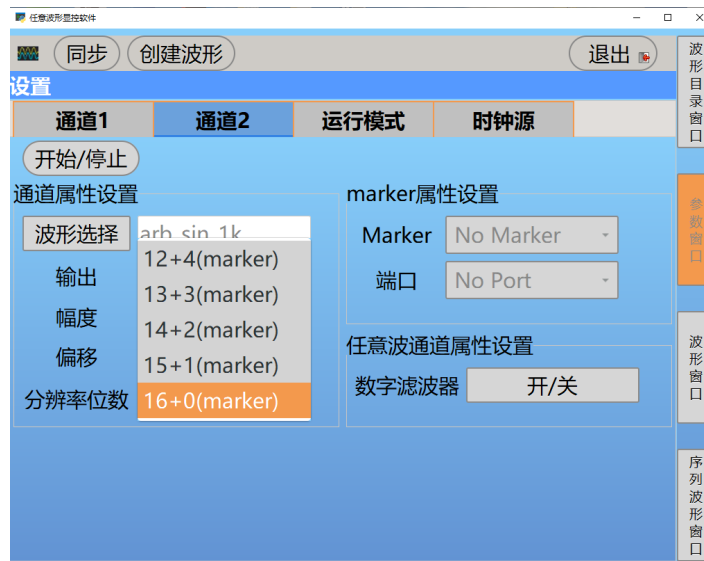 任意波形显控软件
同步 创建波形 退出
设置
通道1 通道2 运行模式 时钟源
开始/停止
通道属性设置
波形选择 arb_sin_1k
输出
幅度
偏移
分辨率位数
12+4(marker)
13+3(marker)
14+2(marker)
15+1(marker)
16+0(marker)
marker属性设置
Marker No Marker
端口 No Port
任意波通道属性设置
数字滤波器 开/关
波形目录窗口
参数窗口
波形窗口
序列波形窗口